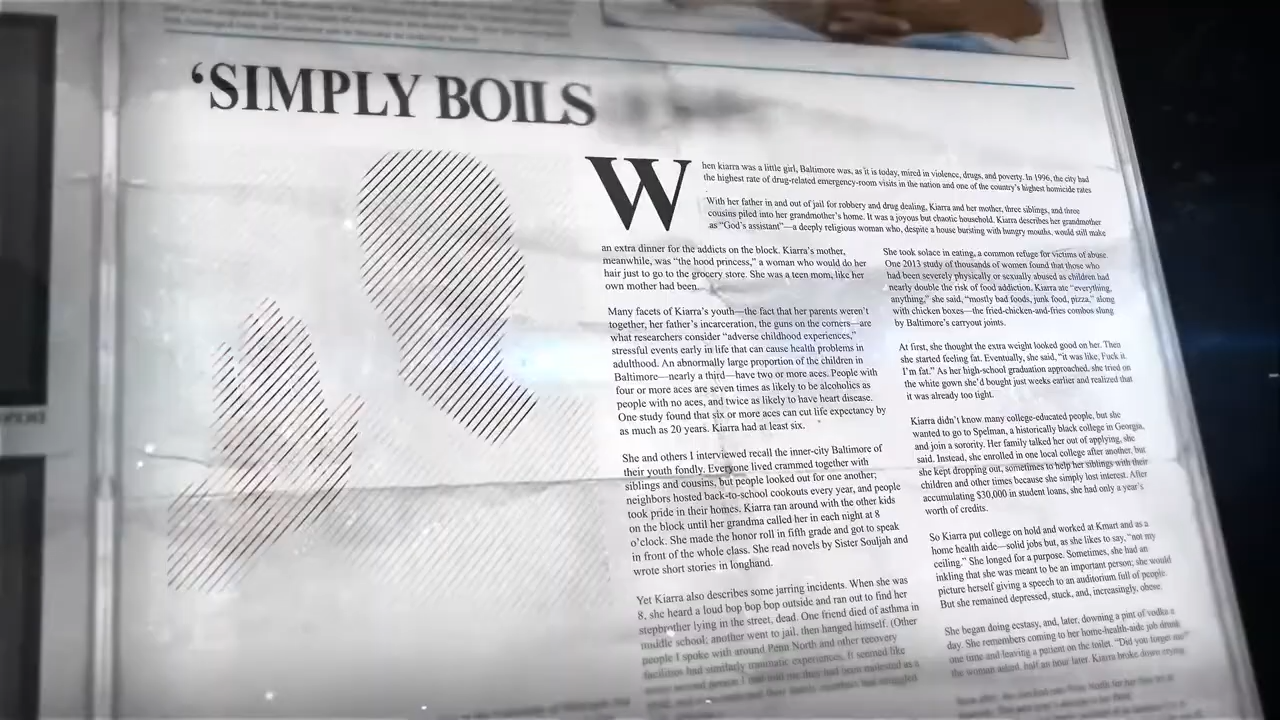 ‘SIMPLY BOILS
When kiarra was a little girl, Baltimore was, as it is today, mired in violence, drugs, and poverty. In 1996, the city had
the highest rate of drug-related emergency-room visits in the nation and one of the country’s highest homicide rates
With her father in and out of jail for robbery and drug dealing, Kiarra and her mother, three siblings, and three
cousins piled into her grandmother’s home. It was a joyous but chaotic household. Kiarra describes her grandmother
as “God’s assistant”—a deeply religious woman who, despite a house bursting with hungry mouths, would still make
an extra dinner for the addicts on the block. Kiarra’s mother,
meanwhile, was “the hood princess,” a woman who would do her
hair just to go to the grocery store. She was a teen mom, like her
own mother had been.
Many facets of Kiarra’s youth—the fact that her parents weren’t
together, her father’s incarceration, the guns on the corners—are
what researchers consider “adverse childhood experiences,”
stressful events early in life that can cause health problems in
adulthood. An abnormally large proportion of the children in
Baltimore—nearly a third—have two or more aces. People with
four or more aces are seven times as likely to be alcoholics as
people with no aces, and twice as likely to have heart disease.
One study found that six or more aces can cut life expectancy by
as much as 20 years. Kiarra had at least six.
She and others I interviewed recall the inner-city Baltimore of
their youth fondly. Everyone lived crammed together with
siblings and cousins, but people looked out for one another;
neighbors hosted back-to-school cookouts every year, and people
took pride in their homes. Kiarra ran around with the other kids
on the block until her grandma called her in each night at 8
o’clock. She made the honor roll in fifth grade and got to speak
in front of the whole class. She read novels by Sister Souljah and
wrote short stories in longhand.
Yet Kiarra also describes some jarring incidents. When she was
8, she heard a loud bop bop bop outside and ran out to find her
stepbrother lying in the street, dead. One friend died of asthma in
middle school; another went to jail, then hanged himself. (Other
people I spoke with around Penn North and other recovery
facilities had similarly traumatic experiences. It seemed like
every second person I
She took solace in eating, a common refuge for victims of abuse.
One 2013 study of thousands of women found that those who
had been severely physically or sexually abused as children had
nearly double the risk of food addiction. Kiarra ate “everything,
anything,” she said, “mostly bad foods, junk food, pizza,” along
with chicken boxes—the fried-chicken-and-fries combos slung
by Baltimore’s carryout joints.
At first, she thought the extra weight looked good on her. Then
she started feeling fat. Eventually, she said, “it was like, Fuck it.
I’m fat.” As her high-school graduation approached, she tried on
the white gown she’d bought just weeks earlier and realized that
it was already too tight.
Kiarra didn’t know many college-educated people, but she
wanted to go to Spelman, a historically black college in Georgia,
and join a sorority. Her family talked her out of applying, she
said. Instead, she enrolled in one local college after another, but
she kept dropping out, sometimes to help her siblings with their
children and other times because she simply lost interest. After
accumulating $30,000 in student loans, she had only a year’s
worth of credits.
So Kiarra put college on hold and worked at Kmart and as a
home health aide—solid jobs but, as she likes to say, “not my
ceiling.” She longed for a purpose. Sometimes, she had an
inkling that she was meant to be an important person; she would
picture herself giving a speech to an auditorium full of people.
But she remained depressed, stuck, and, increasingly, obese.
She began doing ecstasy, and, later, downing a pint of vodka a
day. She remembers coming to her home-health-aide job drunk
one time and leaving a patient on the toilet. “Did you forget me?”
the woman asked, half an hour later. Kiarra broke down crying.